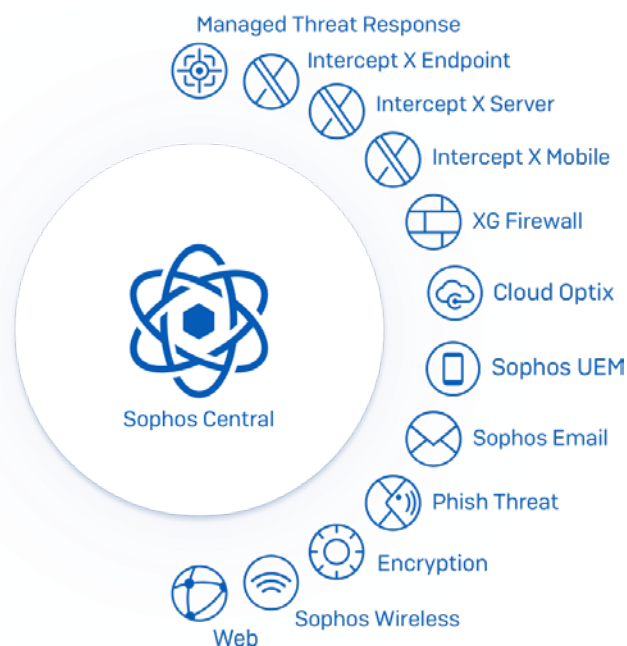 Managed Threat Response
Intercept X Endpoint
Intercept X Server
Intercept X Mobile
XG Firewall
Cloud Optix
Sophos UEM
Sophos Central
Sophos Email
Phish Threat
Encryption
Sophos Wireless
Web